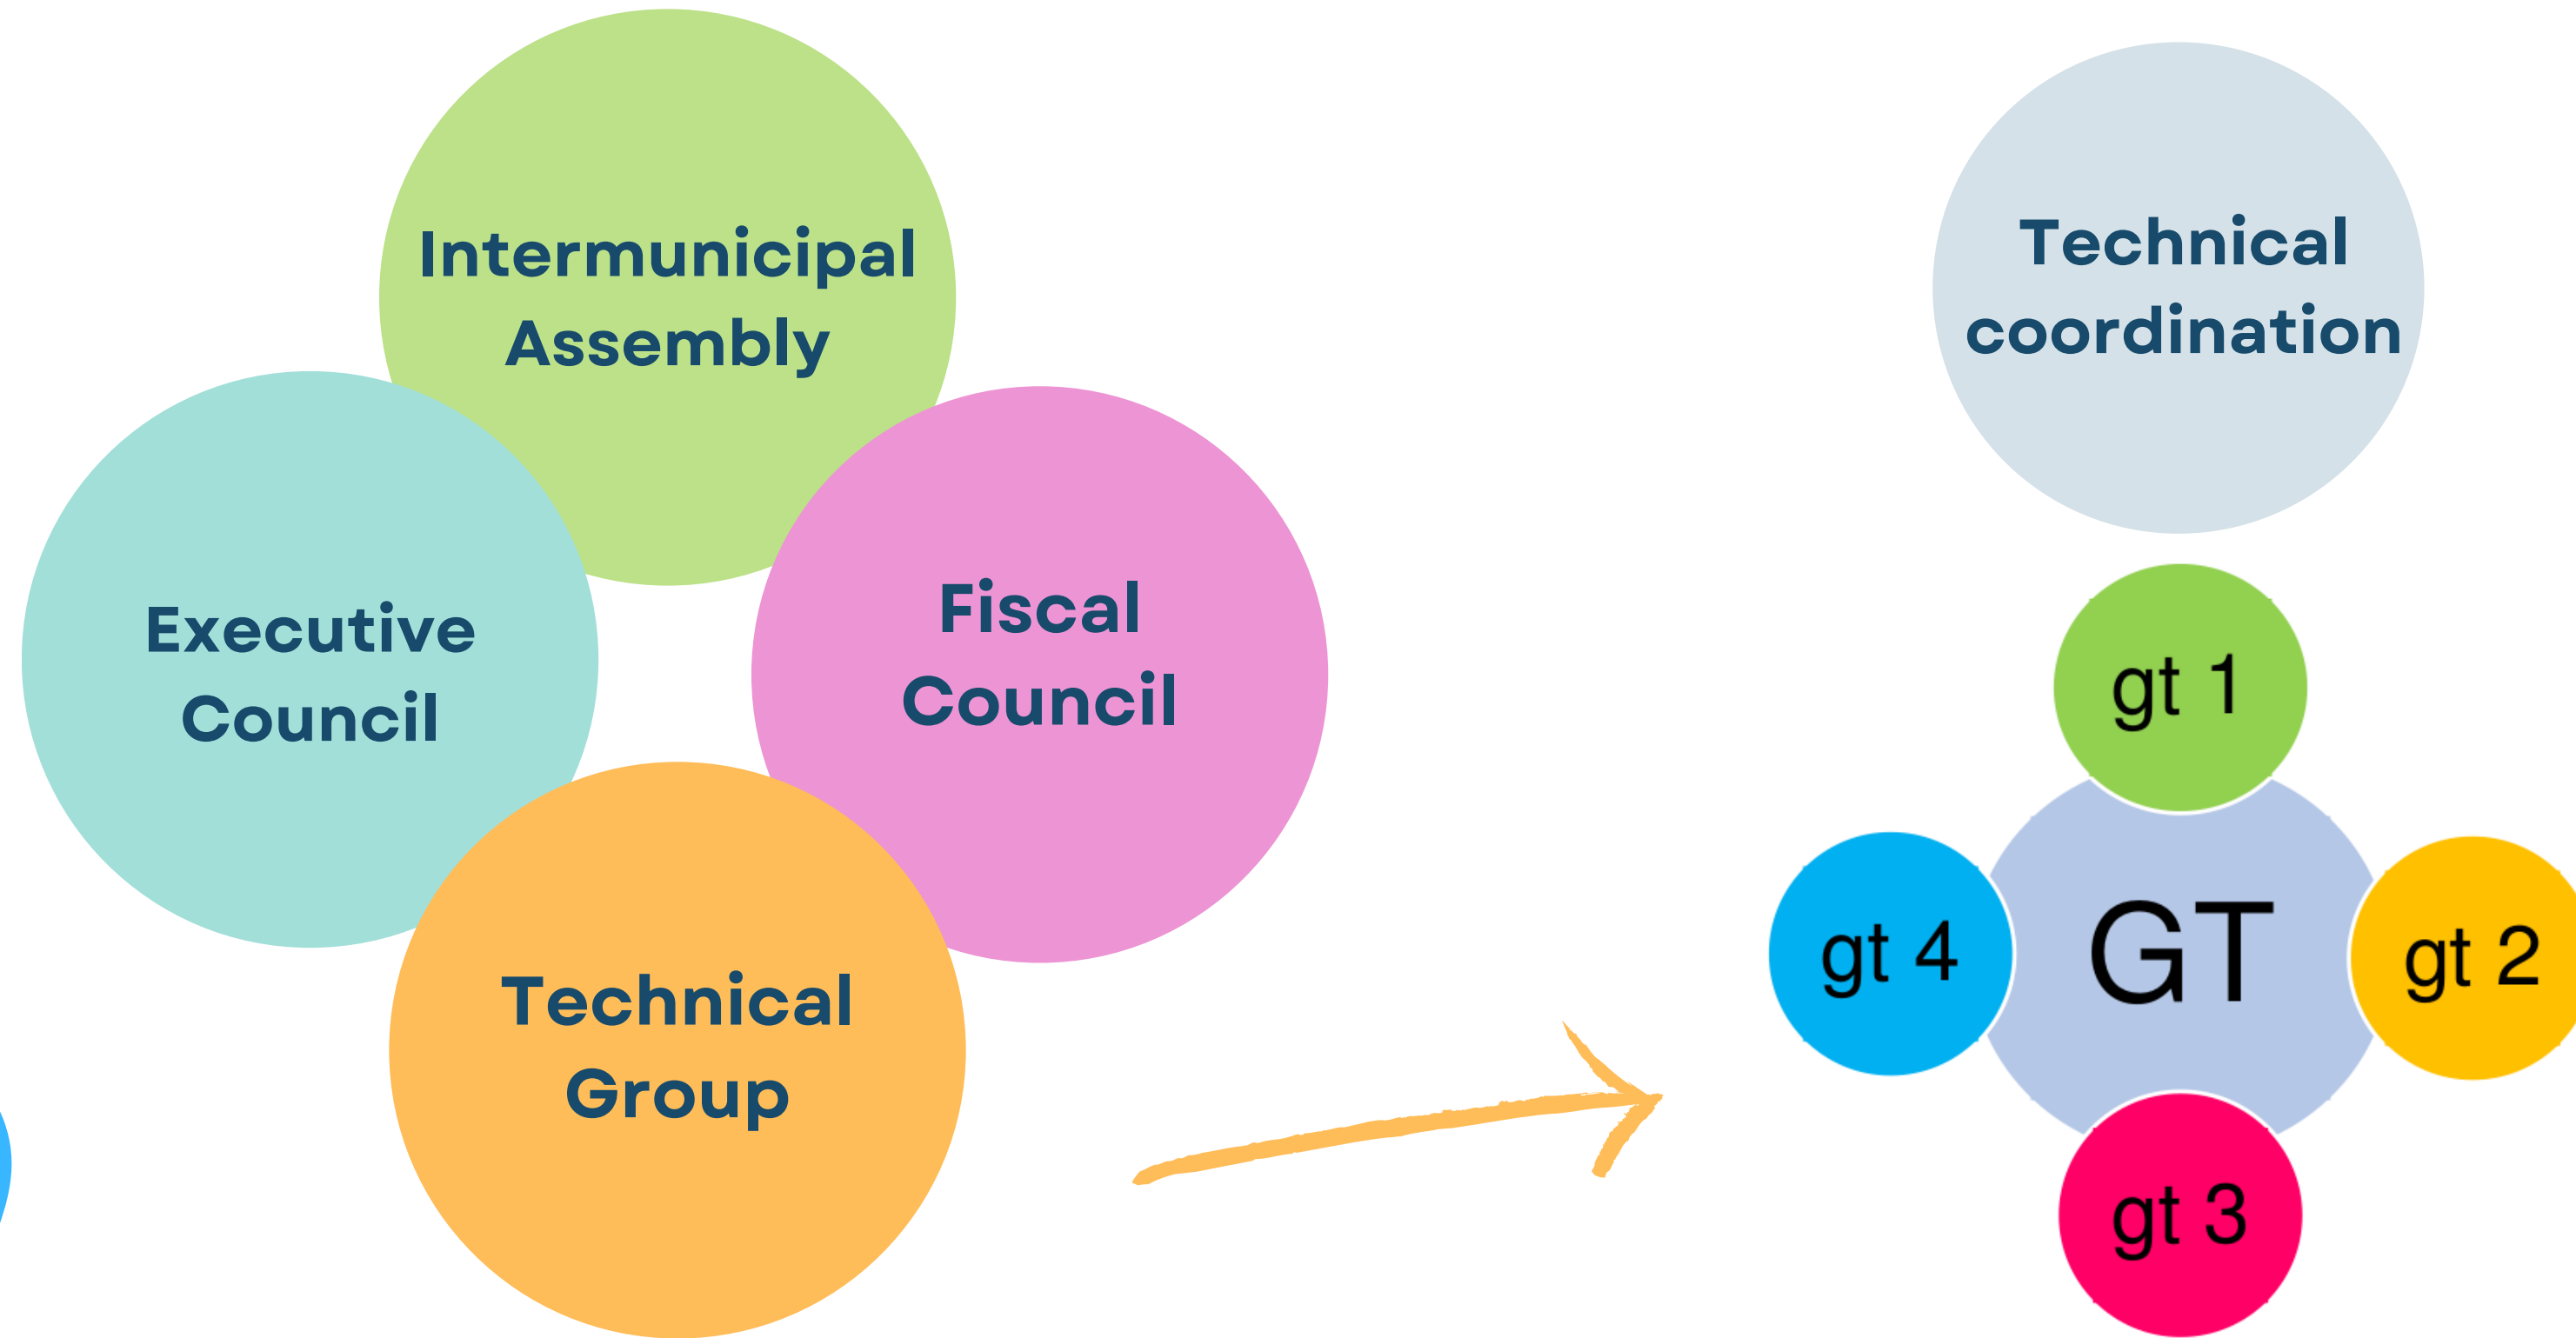 Intermunicipal
Assembly
Executive
Council
Fiscal
Council
Technical
Group
Technical
coordination
gt 1
gt 4
GT
gt 2
gt 3